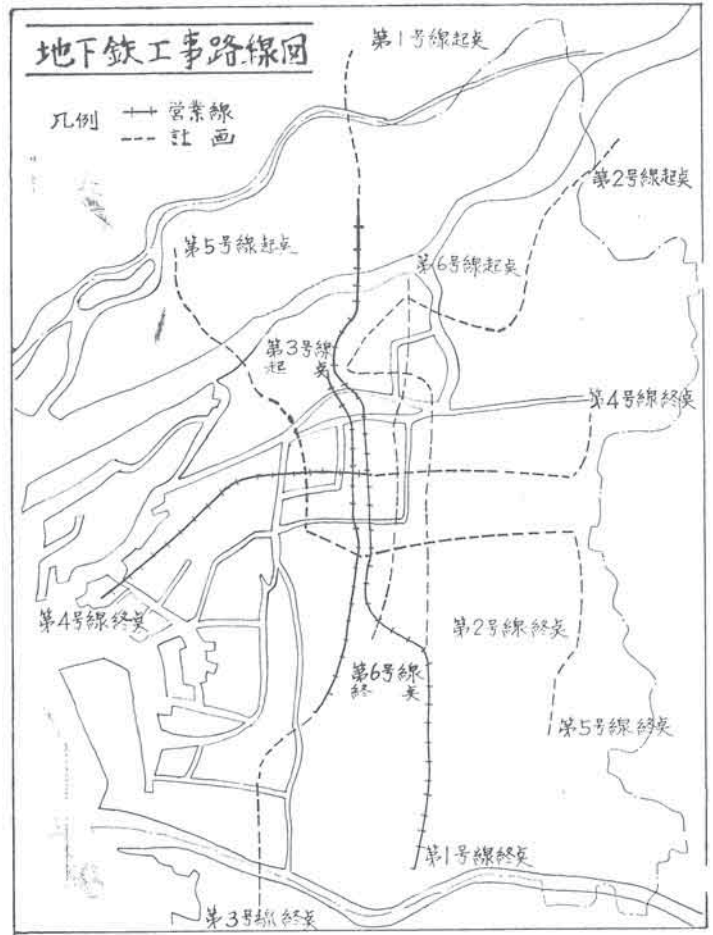 地下鉄工事路線図
凡例
営業線
計画
第1号線起点
第2号線起点
第5号線起点
第6号線起点
第3号線
起点
第4号線終点
第4号線終点
第2号線終点
第6号線
終点
第5号線終点
第1号線終点
第3号線終点